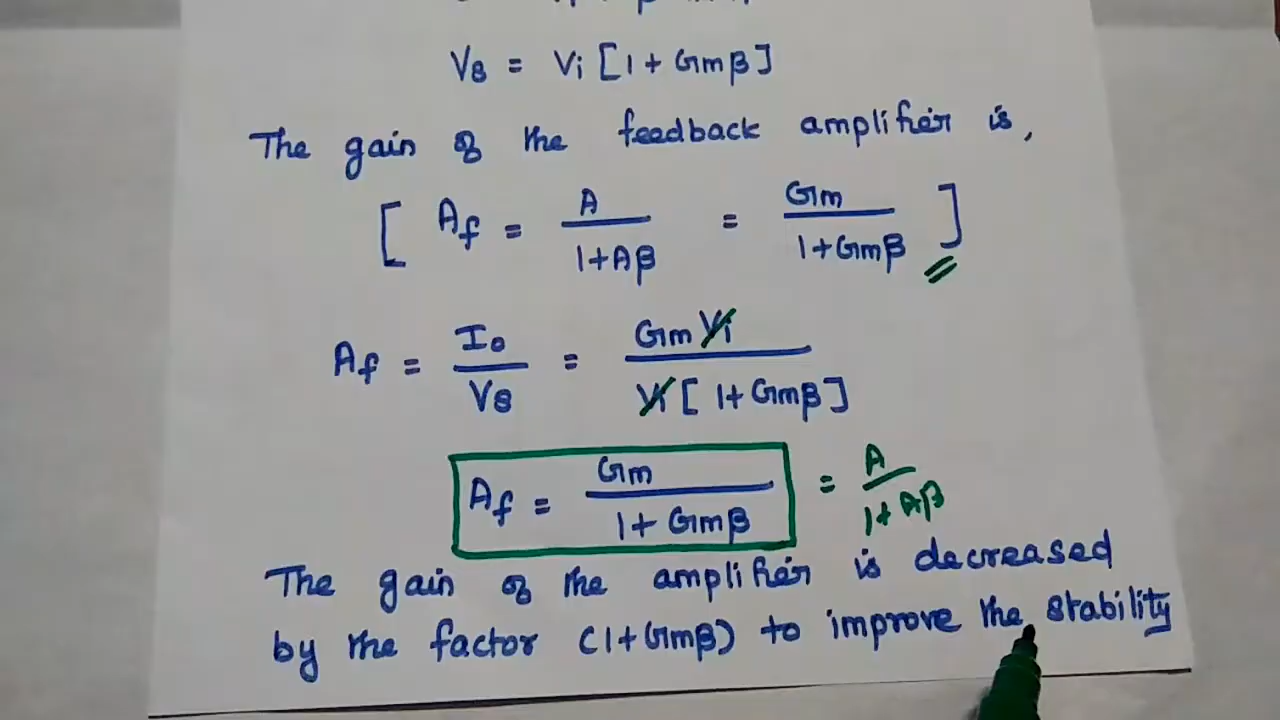 Vs = Vi [1 + Gmβ]
The gain of the feedback amplifier is,
[ Af = A / 1+Aβ = Gm / 1+Gmβ ]
Af = Io / Vs = Gm Vi / Vi [ 1+ Gmβ]
Af = Gm / 1+ Gmβ = A / 1+ Aβ
The gain of the amplifier is decreased
by the factor (1+Gmβ) to improve the stability